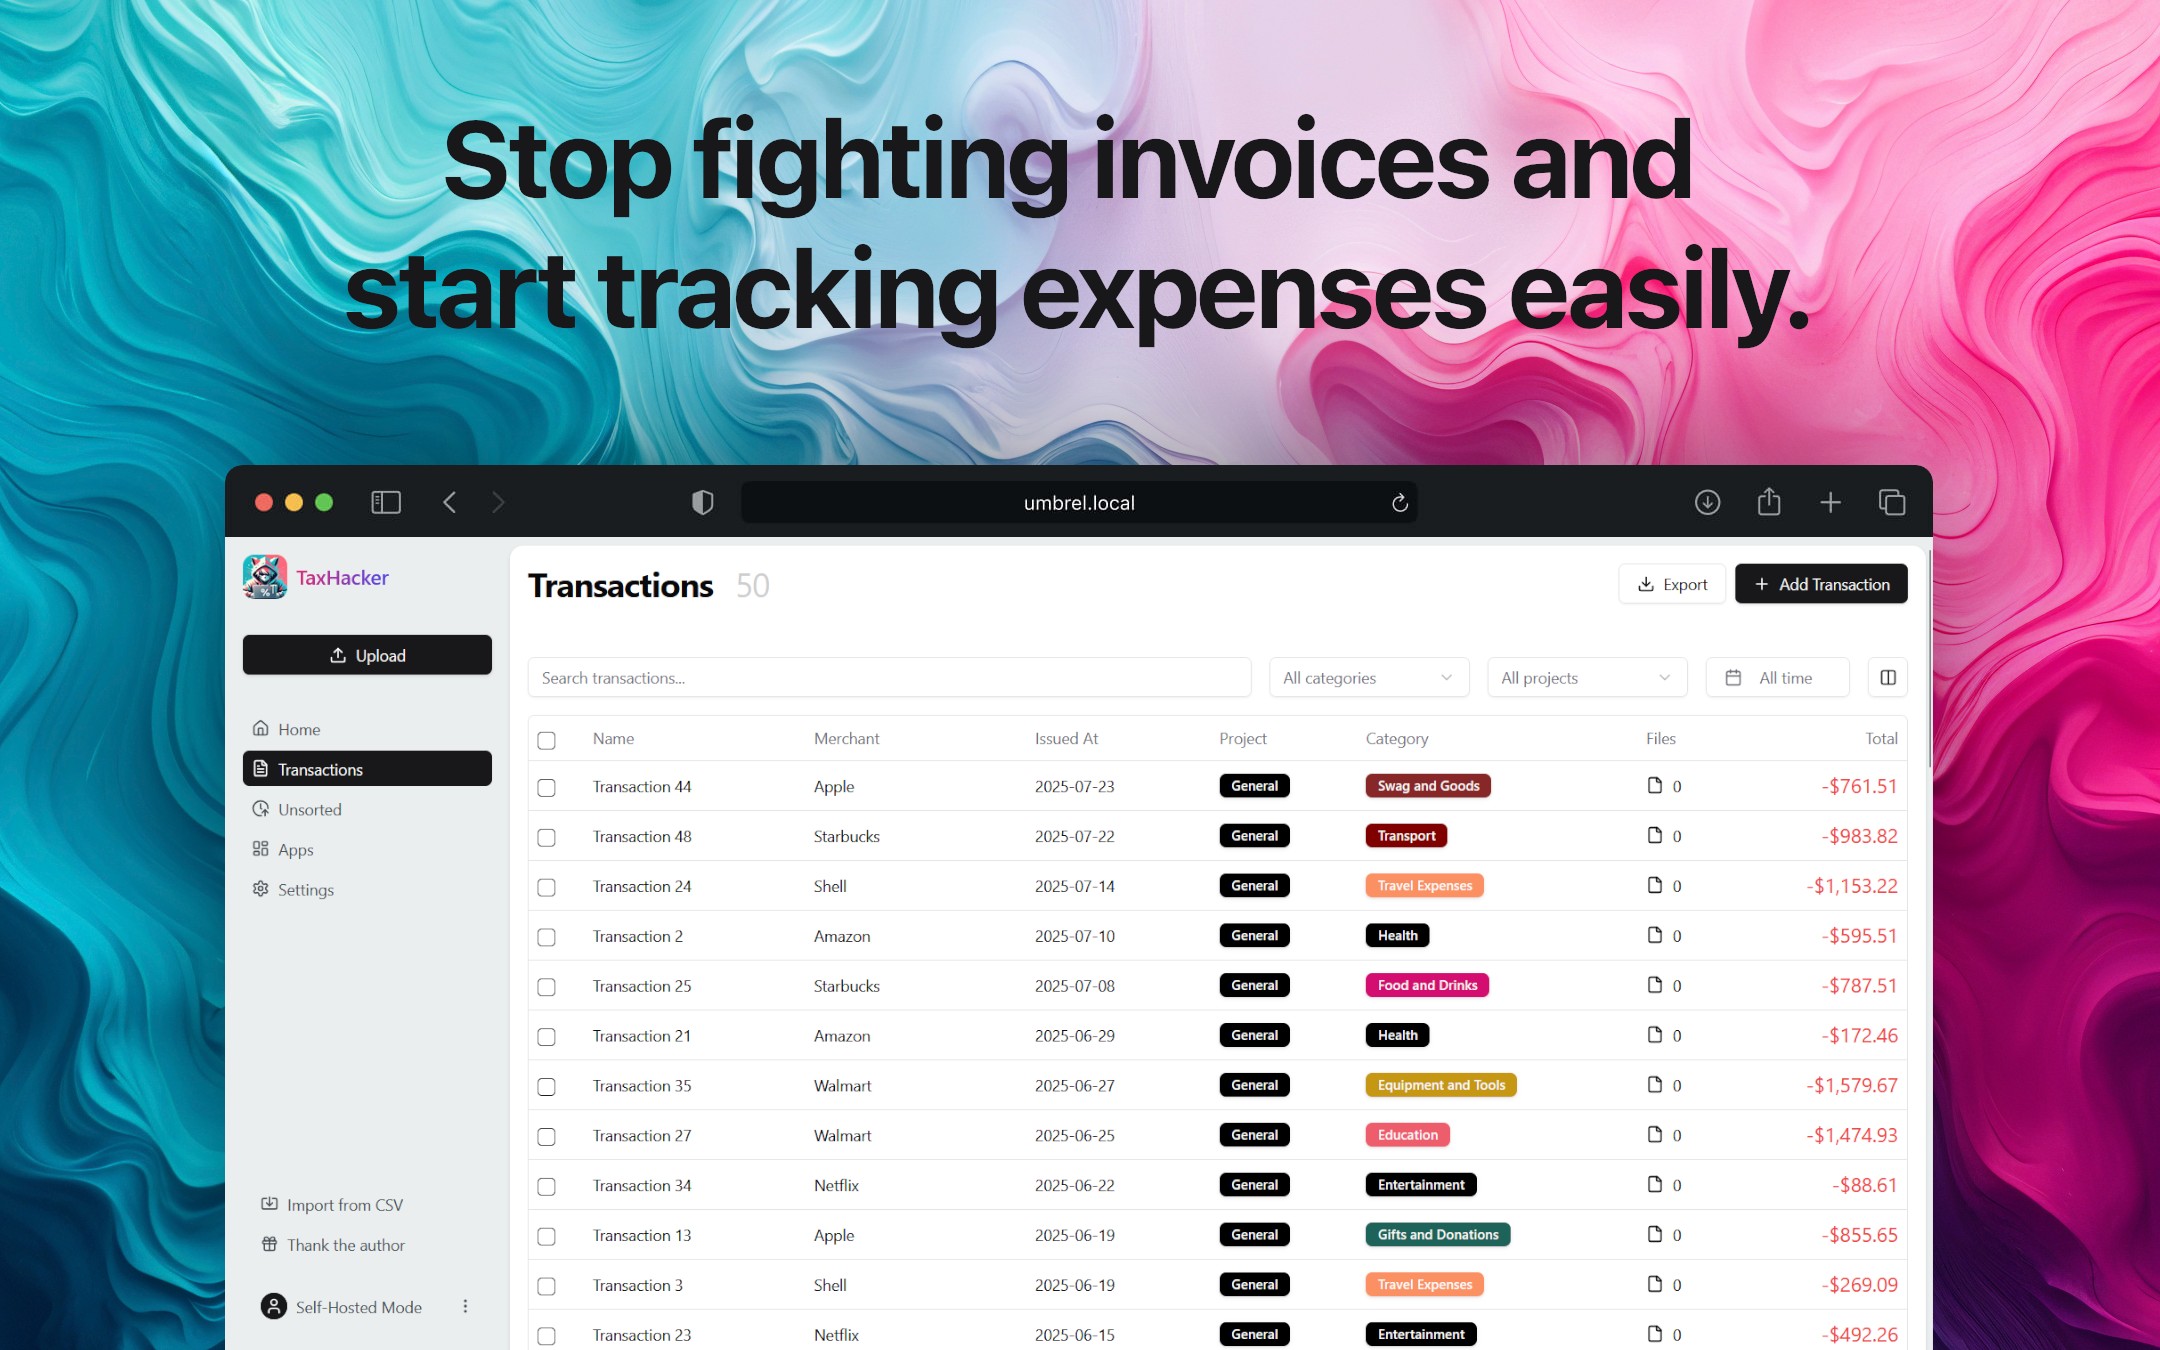 Stop fighting invoices and
start tracking expenses easily.
umbrel.local
TaxHacker
Upload
Home
Transactions
Unsorted
Apps
Settings
Import from CSV
Thank the author
Self-Hosted Mode
Transactions 50
Export
+ Add Transaction
Search transactions...
All categories
All projects
All time
Name Merchant Issued At Project Category Files Total
Transaction 44 Apple 2025-07-23 General Swag and Goods 0 -$761.51
Transaction 48 Starbucks 2025-07-22 General Transport 0 -$983.82
Transaction 24 Shell 2025-07-14 General Travel Expenses 0 -$1,153.22
Transaction 2 Amazon 2025-07-10 General Health 0 -$595.51
Transaction 25 Starbucks 2025-07-08 General Food and Drinks 0 -$787.51
Transaction 21 Amazon 2025-06-29 General Health 0 -$172.46
Transaction 35 Walmart 2025-06-27 General Equipment and Tools 0 -$1,579.67
Transaction 27 Walmart 2025-06-25 General Education 0 -$1,474.93
Transaction 34 Netflix 2025-06-22 General Entertainment 0 -$88.61
Transaction 13 Apple 2025-06-19 General Gifts and Donations 0 -$855.65
Transaction 3 Shell 2025-06-19 General Travel Expenses 0 -$269.09
Transaction 23 Netflix 2025-06-15 General Entertainment 0 -$492.26